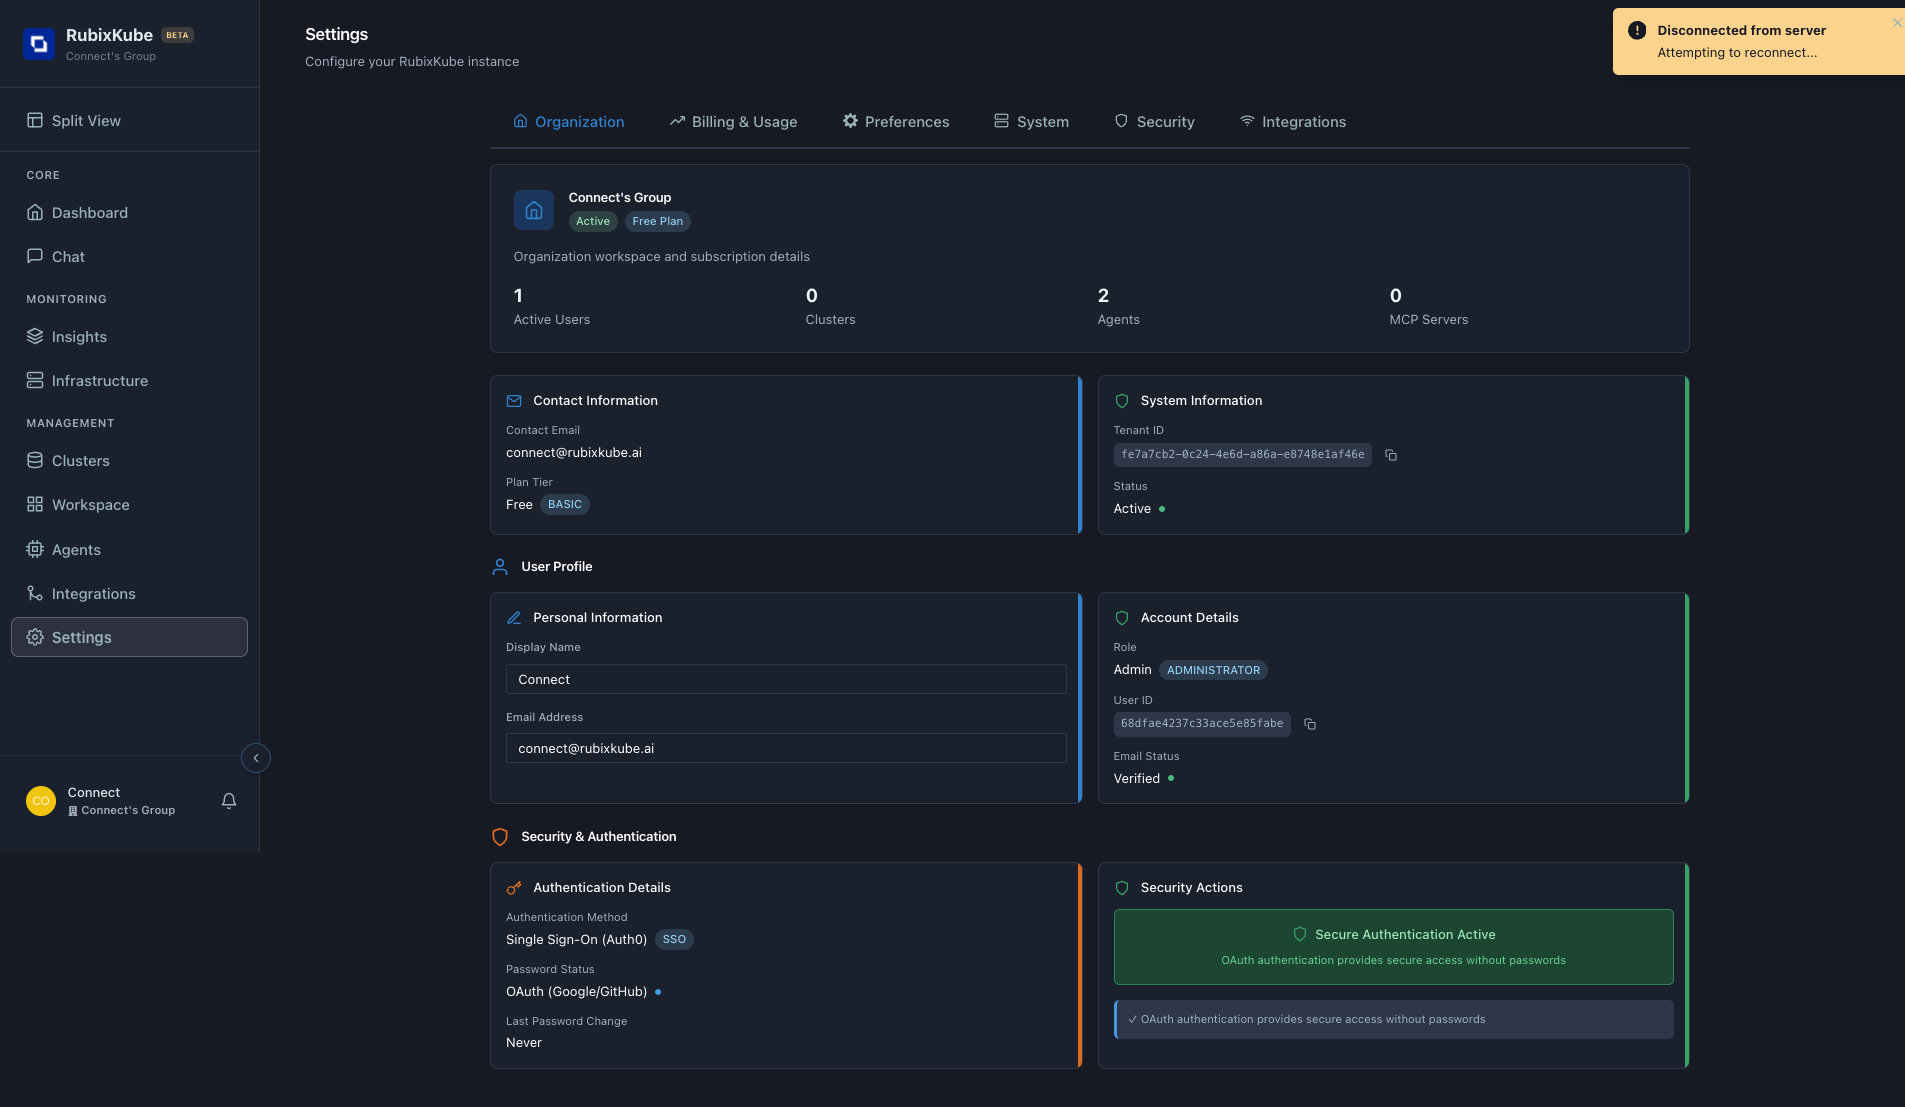 RubixKube BETA
Connect's Group
Split View
CORE
Dashboard
Chat
MONITORING
Insights
Infrastructure
MANAGEMENT
Clusters
Workspace
Agents
Integrations
Settings
CO
Connect
Connect's Group
Settings
Configure your RubixKube instance
Disconnected from server
Attempting to reconnect...
Organization
Billing & Usage
Preferences
System
Security
Integrations
Connect's Group
Active
Free Plan
Organization workspace and subscription details
1
Active Users
0
Clusters
2
Agents
0
MCP Servers
Contact Information
Contact Email
connect@rubixkube.ai
Plan Tier
Free BASIC
System Information
Tenant ID
fe7a7cb2-0c24-4e6d-a86a-e8748e1af46e
Status
Active
User Profile
Personal Information
Display Name
Connect
Email Address
connect@rubixkube.ai
Account Details
Role
Admin ADMINISTRATOR
User ID
68dfae4237c33ace5e85fabe
Email Status
Verified
Security & Authentication
Authentication Details
Authentication Method
Single Sign-On (Auth0) SSO
Password Status
OAuth (Google/GitHub)
Last Password Change
Never
Security Actions
Secure Authentication Active
OAuth authentication provides secure access without passwords
✓ OAuth authentication provides secure access without passwords